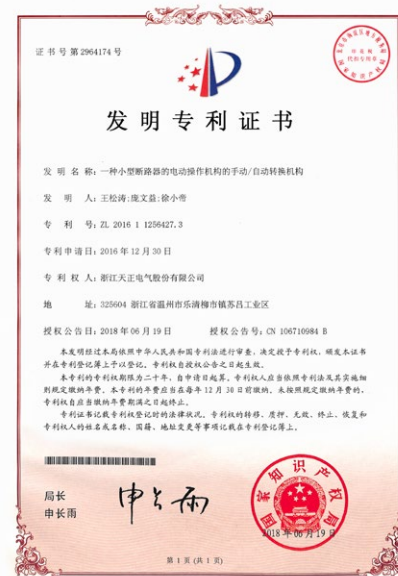 证书号第2964174号
发明专利证书
发 明 名 称:一种小型断路器的电动操作机构的手动/自动转换机构
发 明 人:王松涛;庞文益;徐小帝
专 利 号:ZL 2016 1 1256427.3
专利申请日:2016年12月30日
专 利 权 人:浙江天正电气股份有限公司
地 址:325604 浙江省温州市乐清柳市镇苏吕工业区
授权公告日:2018年06月19日 授权公告号:CN 106710984 B
本发明经过本局依照中华人民共和国专利法进行审查,决定授予专利权,颁发本证书
并在专利登记簿上予以登记。专利权自授权公告之日起生效。
本专利的专利权期限为二十年,自申请日起算。专利权人应当依照专利法及其实施细
则规定缴纳年费。本专利的年费应当在每年12月30日前缴纳。未按照规定缴纳年费的,
专利权自应当缴纳年费期满之日起终止。
专利证书记载专利权登记时的法律状况。专利权的转移、质押、无效、终止、恢复和
专利权人的姓名或名称、国籍、地址变更等事项记载在专利登记簿上。
局长
申长雨
申长雨
国家知识产权局
2018年06月19日
第 1 页 (共 1 页)